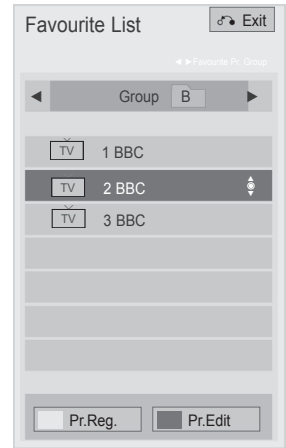 Favourite List
Exit
◄ ►Favourite Pr. Group
◄ Group B ►
TV 1 BBC
TV 2 BBC
TV 3 BBC
Pr.Reg. Pr.Edit